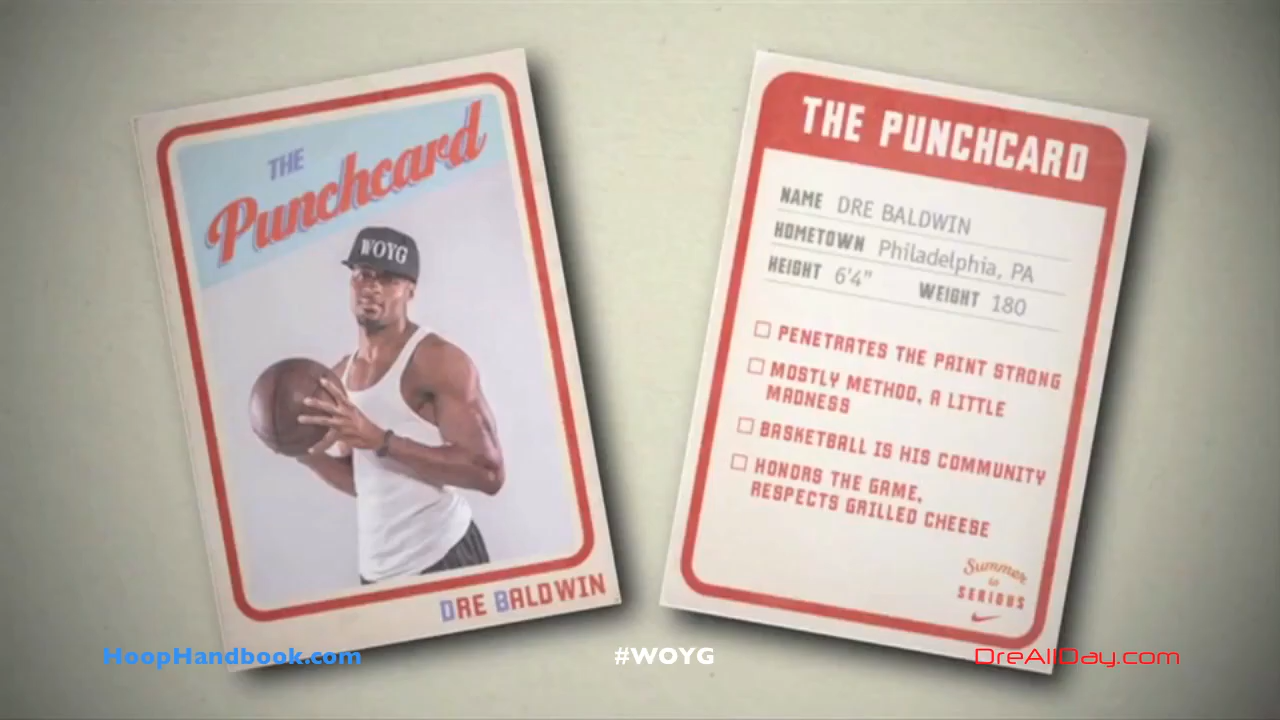 THE
Punchcard
WOYG
DRE BALDWIN
THE PUNCHCARD
NAME DRE BALDWIN
HOMETOWN Philadelphia, PA
HEIGHT 6'4" WEIGHT 180
PENETRATES THE PAINT STRONG
MOSTLY METHOD, A LITTLE
MADNESS
BASKETBALL IS HIS COMMUNITY
HONORS THE GAME,
RESPECTS GRILLED CHEESE
Summer
is
SERIOUS
HoopHandbook.com
#WOYG
DreAllDay.com